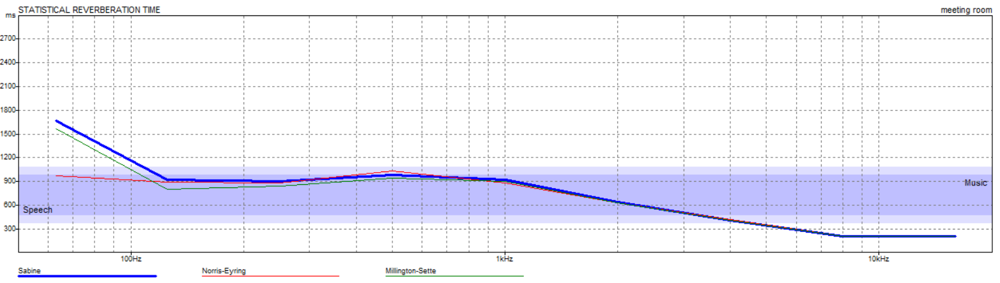 STATISTICAL REVERBERATION TIME meeting room
ms
2700
2400
2100
1800
1500
1200
900
Music
600
Speech
300
100Hz 1kHz 10kHz
Sabine Norris-Eyring Millington-Sette